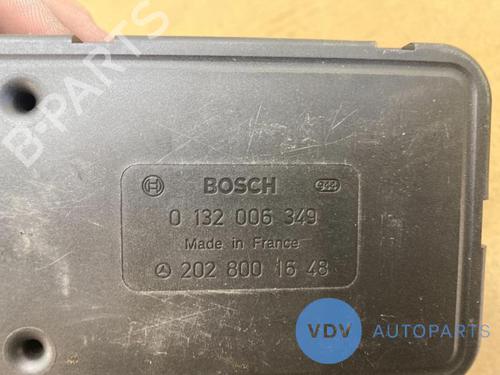 B-PARTS
BOSCH
0 132 006 349
Made in France
202 800 16 48
VDV AUTOPARTS